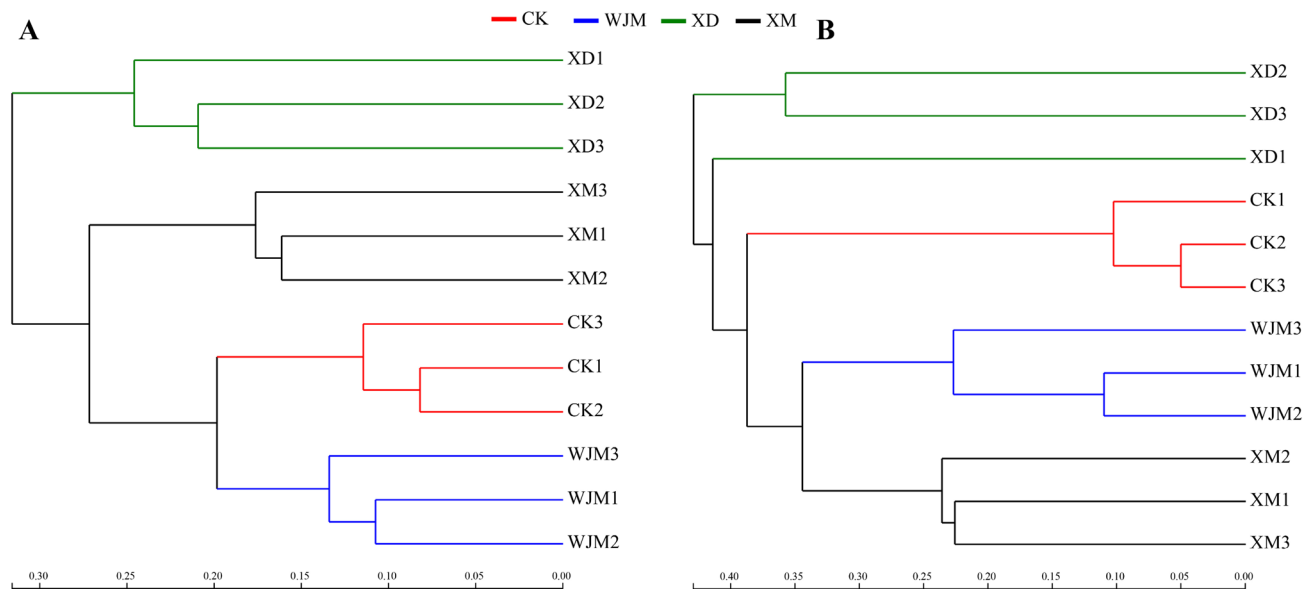 CK WJM XD XM
A
XD1
XD2
XD3
XM3
XM1
XM2
CK3
CK1
CK2
WJM3
WJM1
WJM2
0.30 0.25 0.20 0.15 0.10 0.05 0.00
B
XD2
XD3
XD1
CK1
CK2
CK3
WJM3
WJM1
WJM2
XM2
XM1
XM3
0.40 0.35 0.30 0.25 0.20 0.15 0.10 0.05 0.00